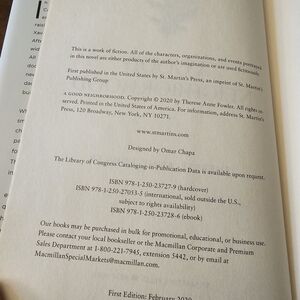 This is a work of fiction. All of the characters, organizations, and events portrayed
in this novel are either products of the author's imagination or are used fictitiously.
First published in the United States by St. Martin's Press, an imprint of St. Martin's
Publishing Group
A GOOD NEIGHBORHOOD. Copyright © 2020 by Therese Anne Fowler. All rights re-
served. Printed in the United States of America. For information, address St. Martin's
Press, 120 Broadway, New York, NY 10271.
www.stmartins.com
Designed by Omar Chapa
The Library of Congress Cataloging-in-Publication Data is available upon request.
ISBN 978-1-250-23727-9 (hardcover)
ISBN 978-1-250-27053-5 (international, sold outside the U.S.,
subject to rights availability)
ISBN 978-1-250-23728-6 (ebook)
Our books may be purchased in bulk for promotional, educational, or business use.
Please contact your local bookseller or the Macmillan Corporate and Premium
Sales Department at 1-800-221-7945, extension 5442, or by email at
MacmillanSpecialMarkets@macmillan.com.
First Edition: February 2020